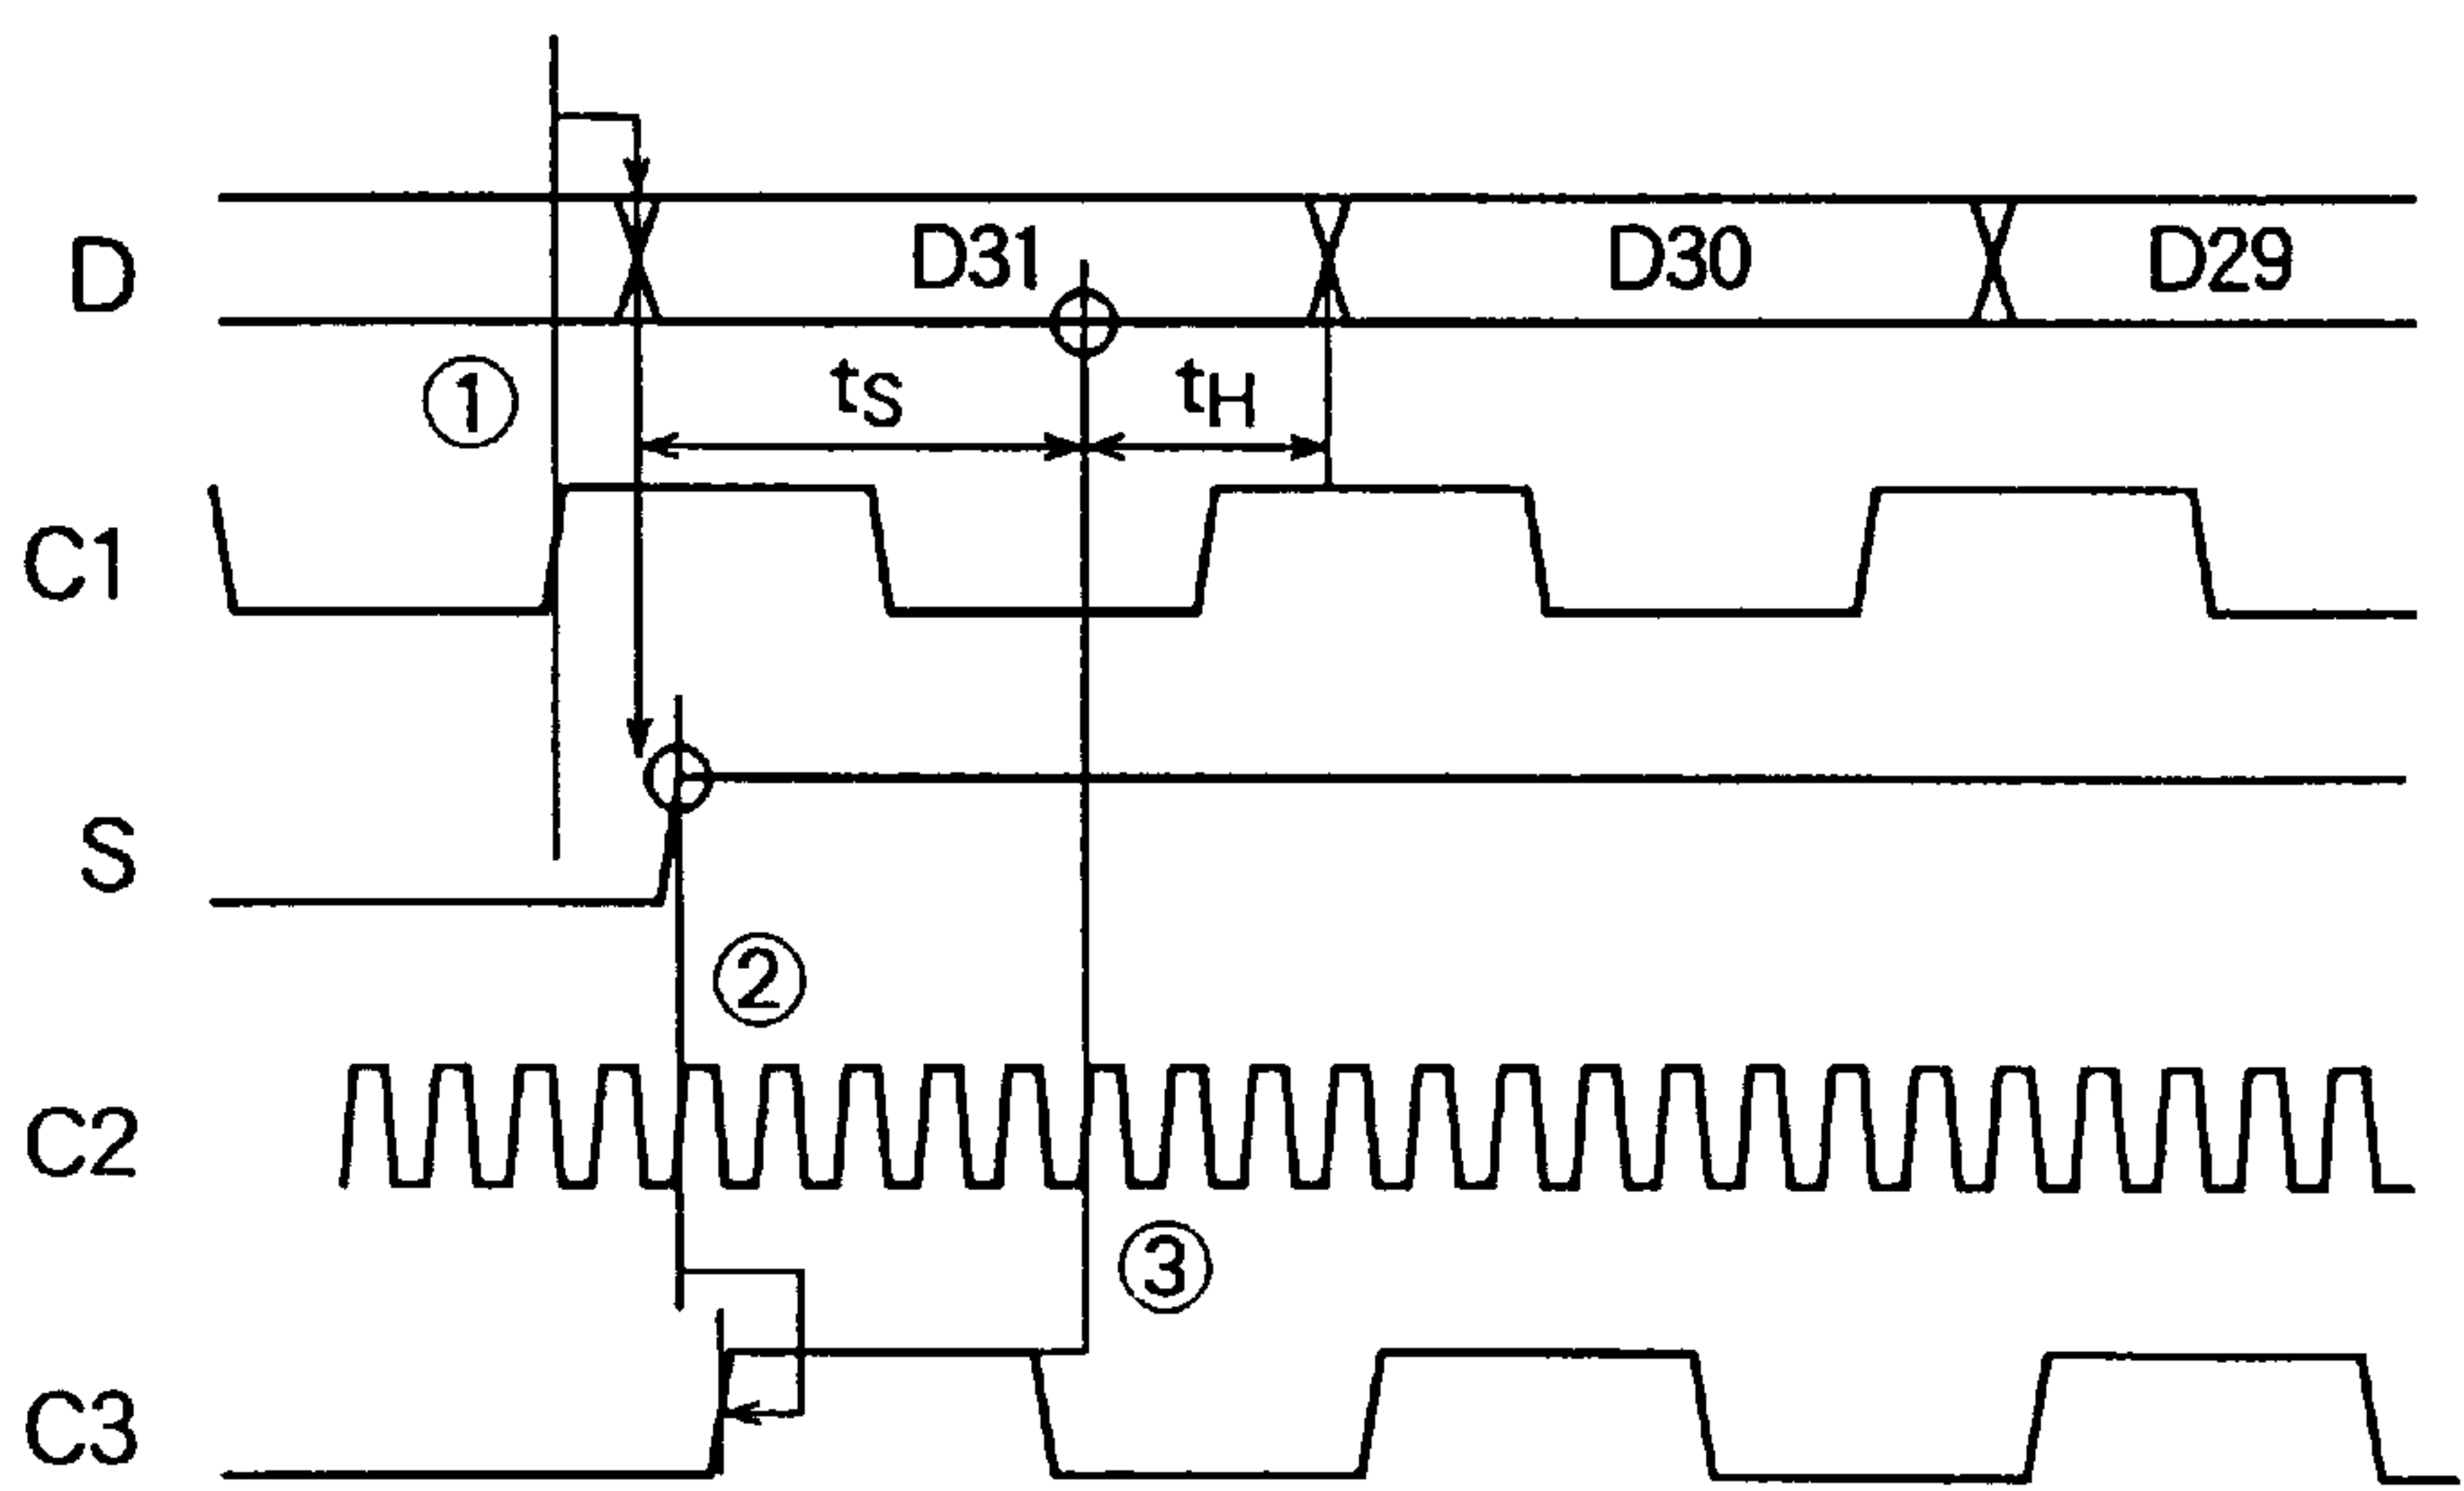 D D31 D30 D29
① tS tH
C1
S
②
C2
③
C3